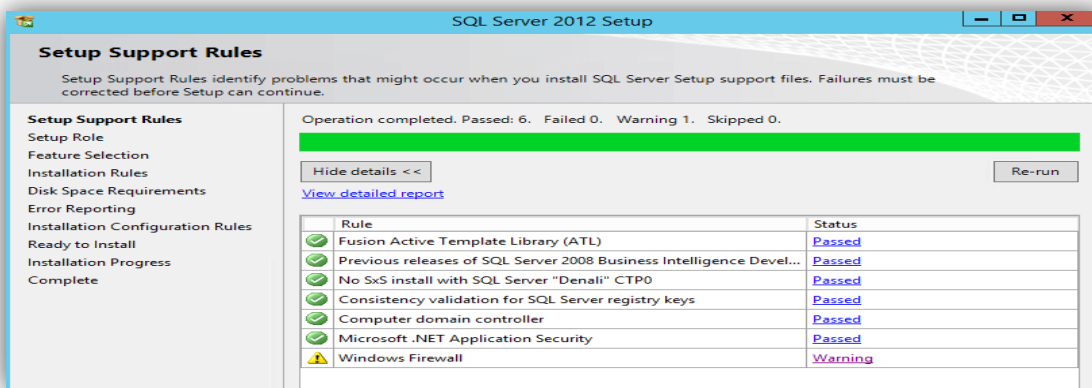 SQL Server 2012 Setup
Setup Support Rules
Setup Support Rules identify problems that might occur when you install SQL Server Setup support files. Failures must be
corrected before Setup can continue.
Setup Support Rules
Setup Role
Feature Selection
Installation Rules
Disk Space Requirements
Error Reporting
Installation Configuration Rules
Ready to Install
Installation Progress
Complete
Operation completed. Passed: 6. Failed 0. Warning 1. Skipped 0.
Hide details <<
Re-run
View detailed report
Rule Status
Fusion Active Template Library (ATL) Passed
Previous releases of SQL Server 2008 Business Intelligence Devel... Passed
No SxS install with SQL Server "Denali" CTP0 Passed
Consistency validation for SQL Server registry keys Passed
Computer domain controller Passed
Microsoft .NET Application Security Passed
Windows Firewall Warning